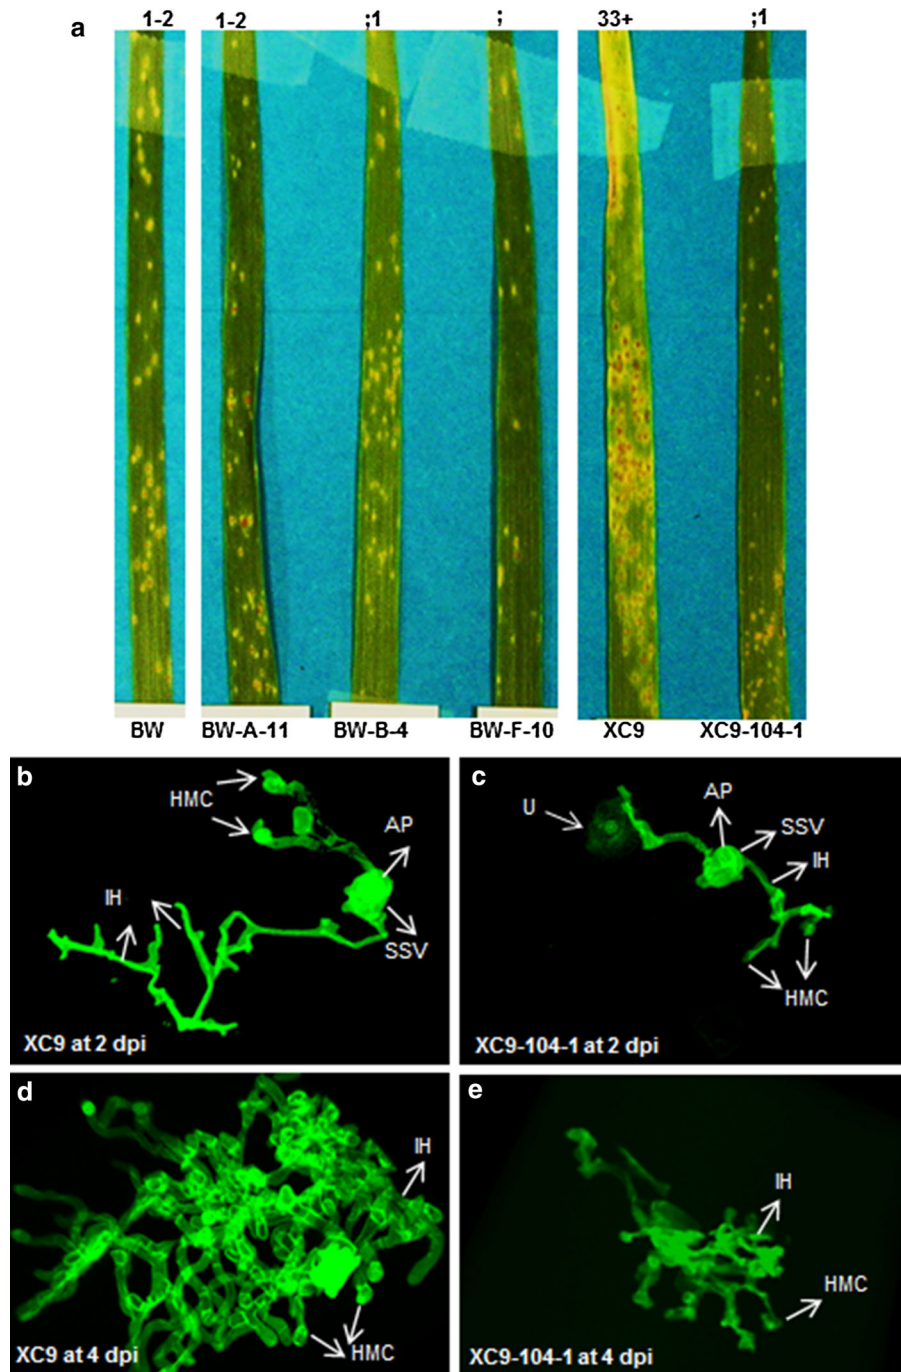 a
1-2 1-2 ;1 ; 33+ ;1
BW BW-A-11 BW-B-4 BW-F-10 XC9 XC9-104-1
b
HMC
AP
IH
SSV
XC9 at 2 dpi
c
U
AP
SSV
IH
HMC
XC9-104-1 at 2 dpi
d
IH
HMC
XC9 at 4 dpi
e
IH
HMC
XC9-104-1 at 4 dpi